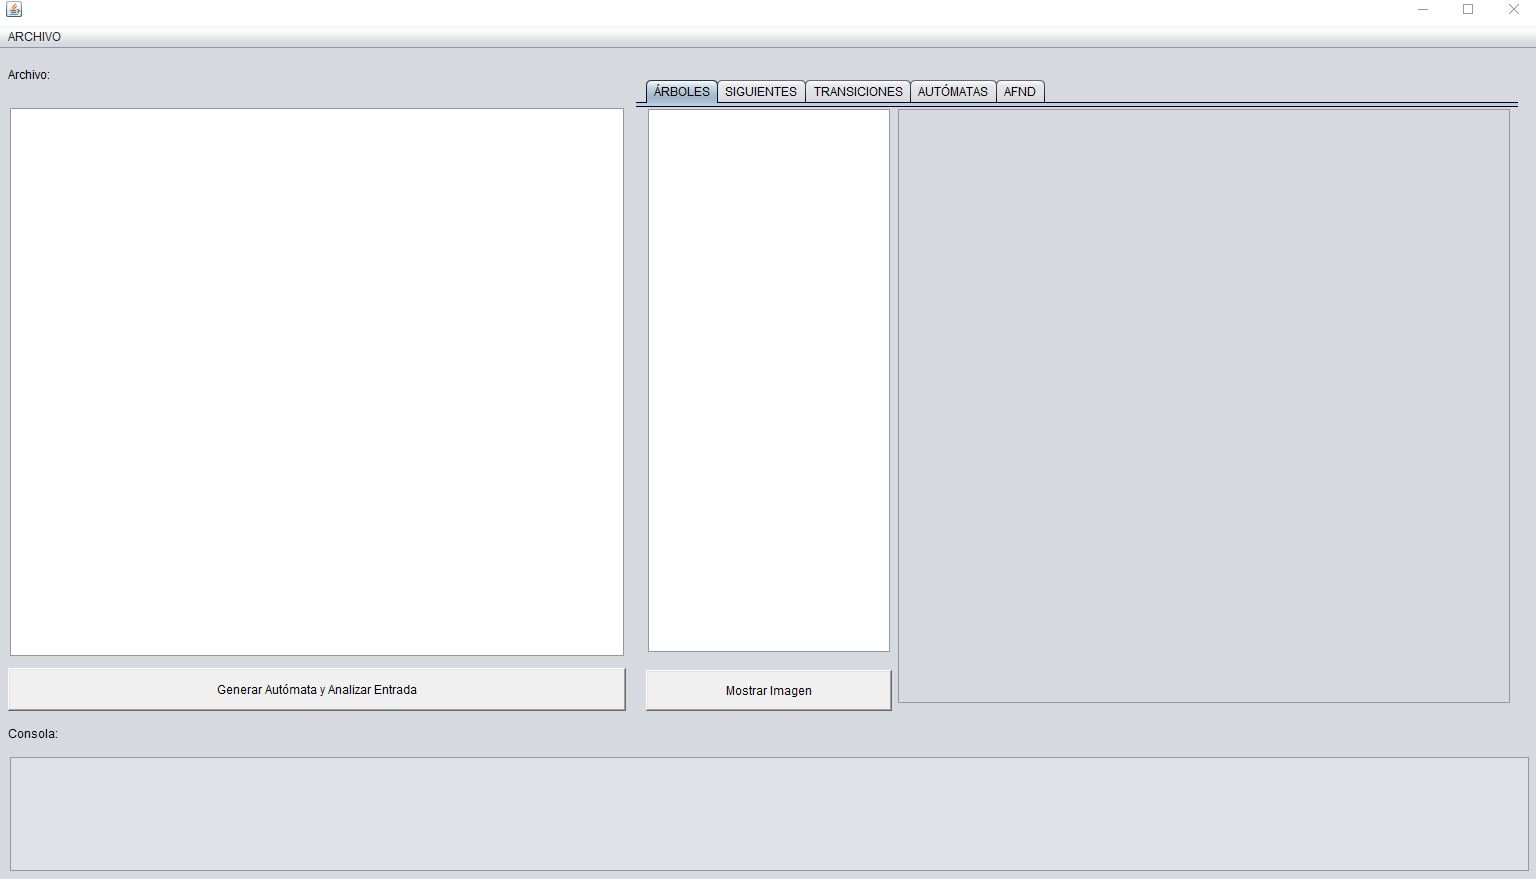 ARCHIVO
Archivo:
ÁRBOLES SIGUIENTES TRANSICIONES AUTÓMATAS AFND
Generar Autómata y Analizar Entrada
Mostrar Imagen
Consola: